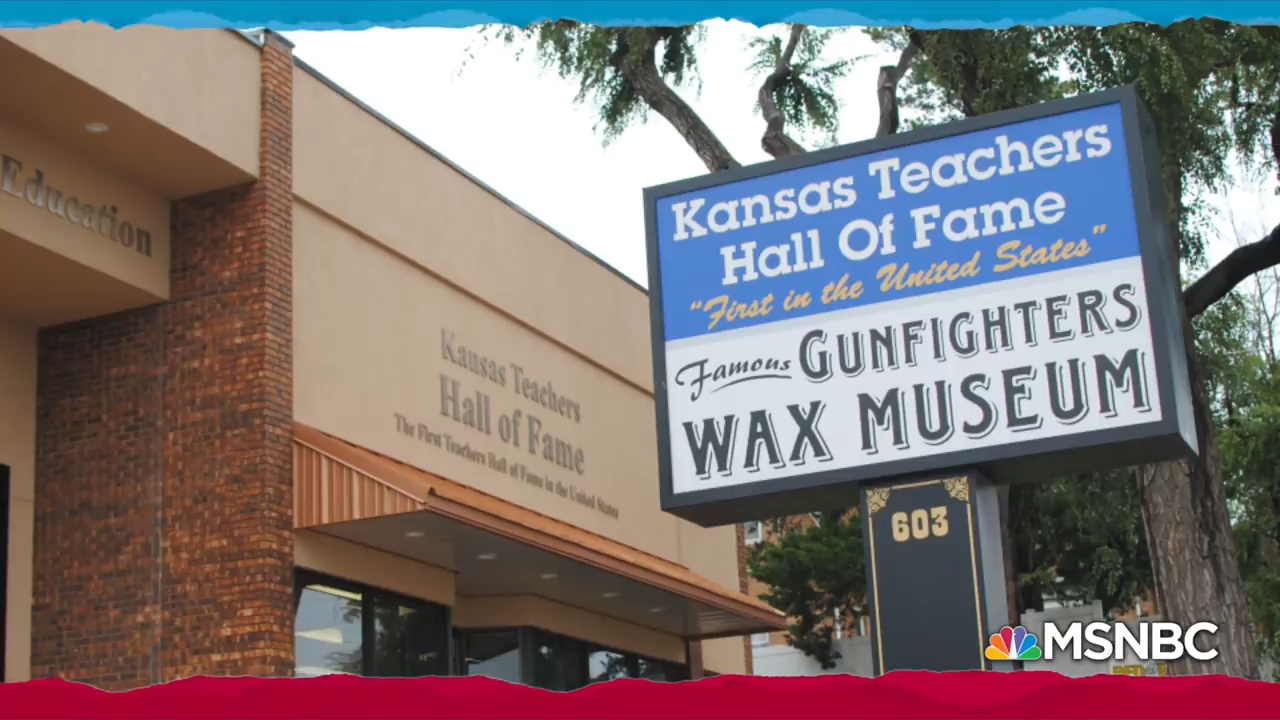 Education
Kansas Teachers
Hall of Fame
The First Teachers Hall of Fame in the United States
Kansas Teachers
Hall Of Fame
"First in the United States"
Famous GUNFIGHTERS
WAX MUSEUM
603
MSNBC